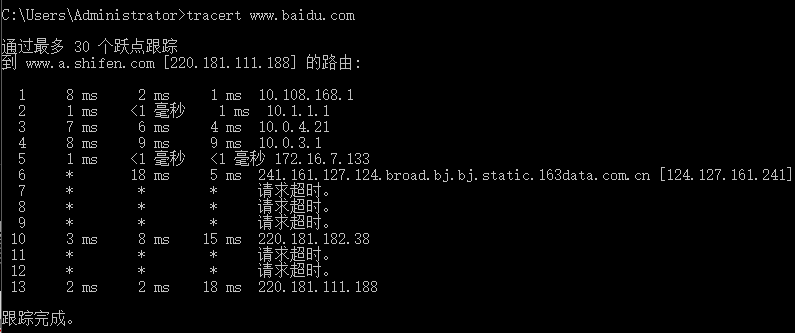 C:\Users\Administrator>tracert www.baidu.com
通过最多 30 个跃点跟踪
到 www.a.shifen.com [220.181.111.188] 的路由:
1 8 ms 2 ms 1 ms 10.108.168.1
2 1 ms <1 毫秒 1 ms 10.1.1.1
3 7 ms 6 ms 4 ms 10.0.4.21
4 8 ms 9 ms 9 ms 10.0.3.1
5 1 ms <1 毫秒 <1 毫秒 172.16.7.133
6 * 18 ms 5 ms 241.161.127.124.broad.bj.bj.static.163data.com.cn [124.127.161.241]
7 * * * 请求超时。
8 * * * 请求超时。
9 * * * 请求超时。
10 3 ms 8 ms 15 ms 220.181.182.38
11 * * * 请求超时。
12 * * * 请求超时。
13 2 ms 2 ms 18 ms 220.181.111.188
跟踪完成。